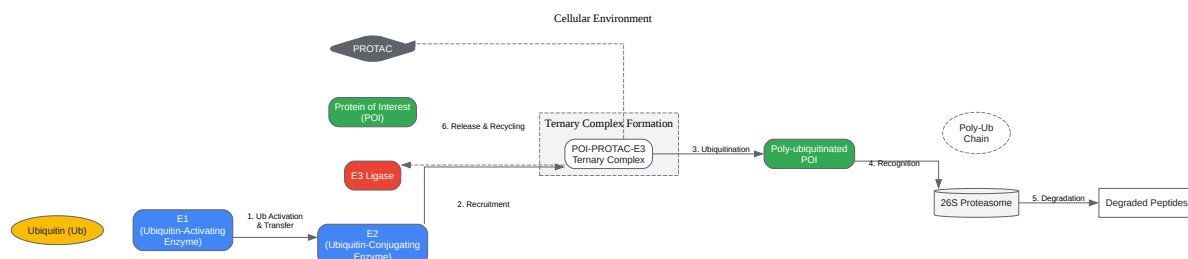 Cellular Environment
PROTAC
Protein of Interest
(POI)
6. Release & Recycling
Ternary Complex Formation
POI-PROTAC-E3
Ternary Complex
3. Ubiquitination
Poly-ubiquitinated
POI
Poly-Ub
Chain
4. Recognition
E3 Ligase
2. Recruitment
26S Proteasome
5. Degradation
Degraded Peptides
Ubiquitin (Ub)
E1
(Ubiquitin-Activating
Enzyme)
1. Ub Activation
& Transfer
E2
(Ubiquitin-Conjugating
Enzyme)